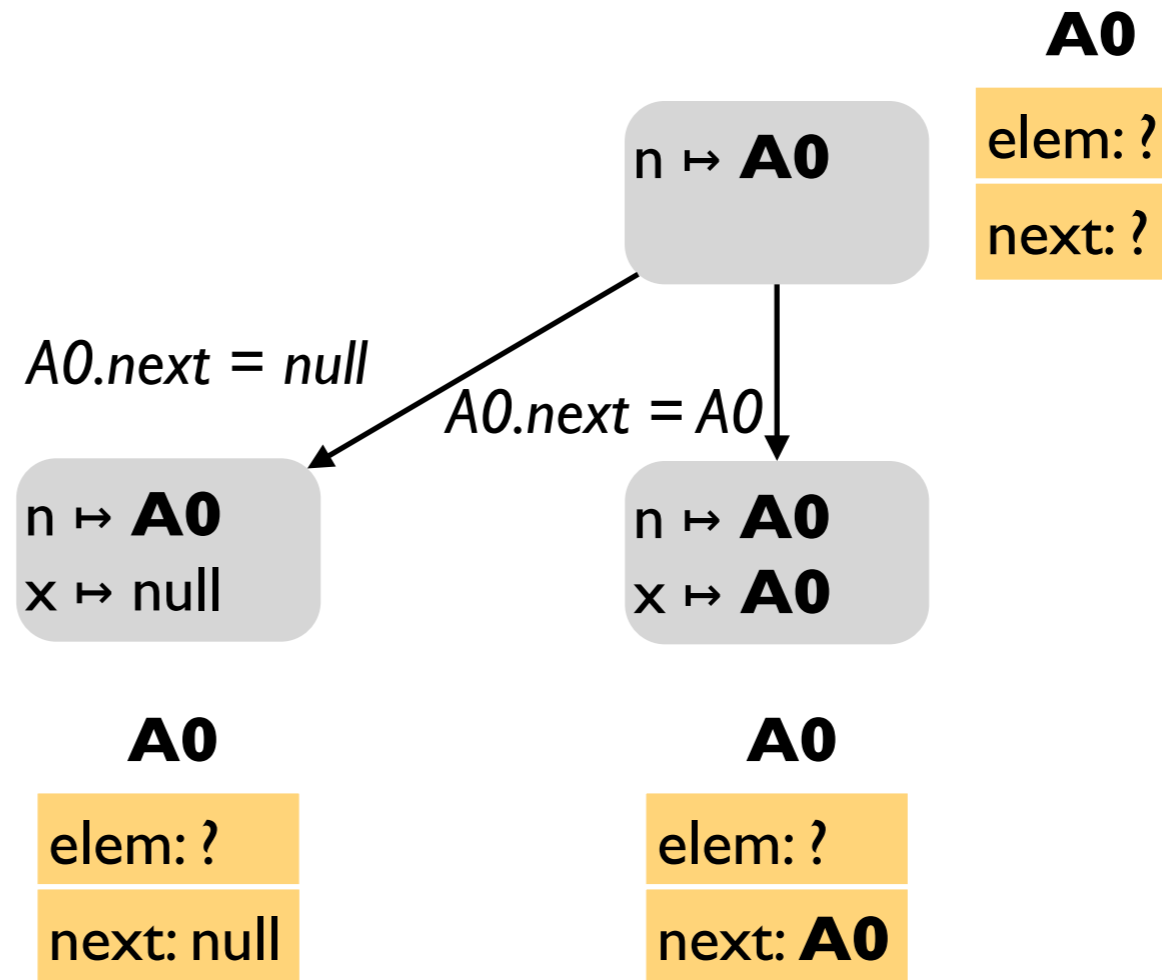 A0
n ↦ A0
elem: ?
next: ?
A0.next = null
A0.next = A0
n ↦ A0
x ↦ null
n ↦ A0
x ↦ A0
A0
elem: ?
next: null
A0
elem: ?
next: A0